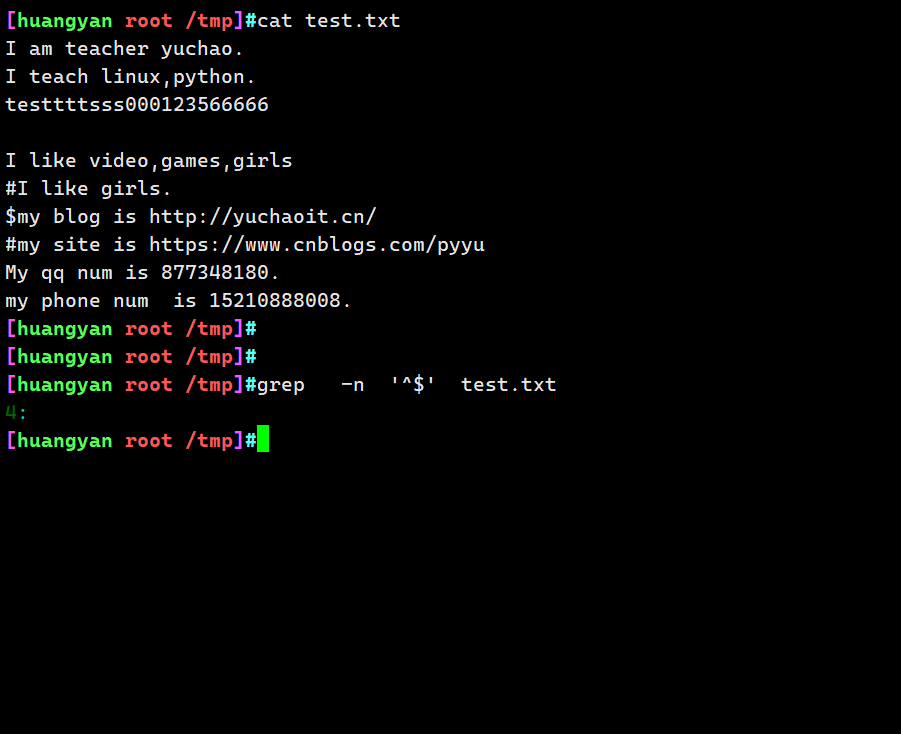 [huangyan root /tmp]#cat test.txt
I am teacher yuchao.
I teach linux,python.
testtttsss000123566666

I like video,games,girls
#I like girls.
$my blog is http://yuchaoit.cn/
#my site is https://www.cnblogs.com/pyyu
My qq num is 877348180.
my phone num  is 15210888008.
[huangyan root /tmp]#
[huangyan root /tmp]#
[huangyan root /tmp]#grep   -n  '^$'  test.txt
4:
[huangyan root /tmp]#